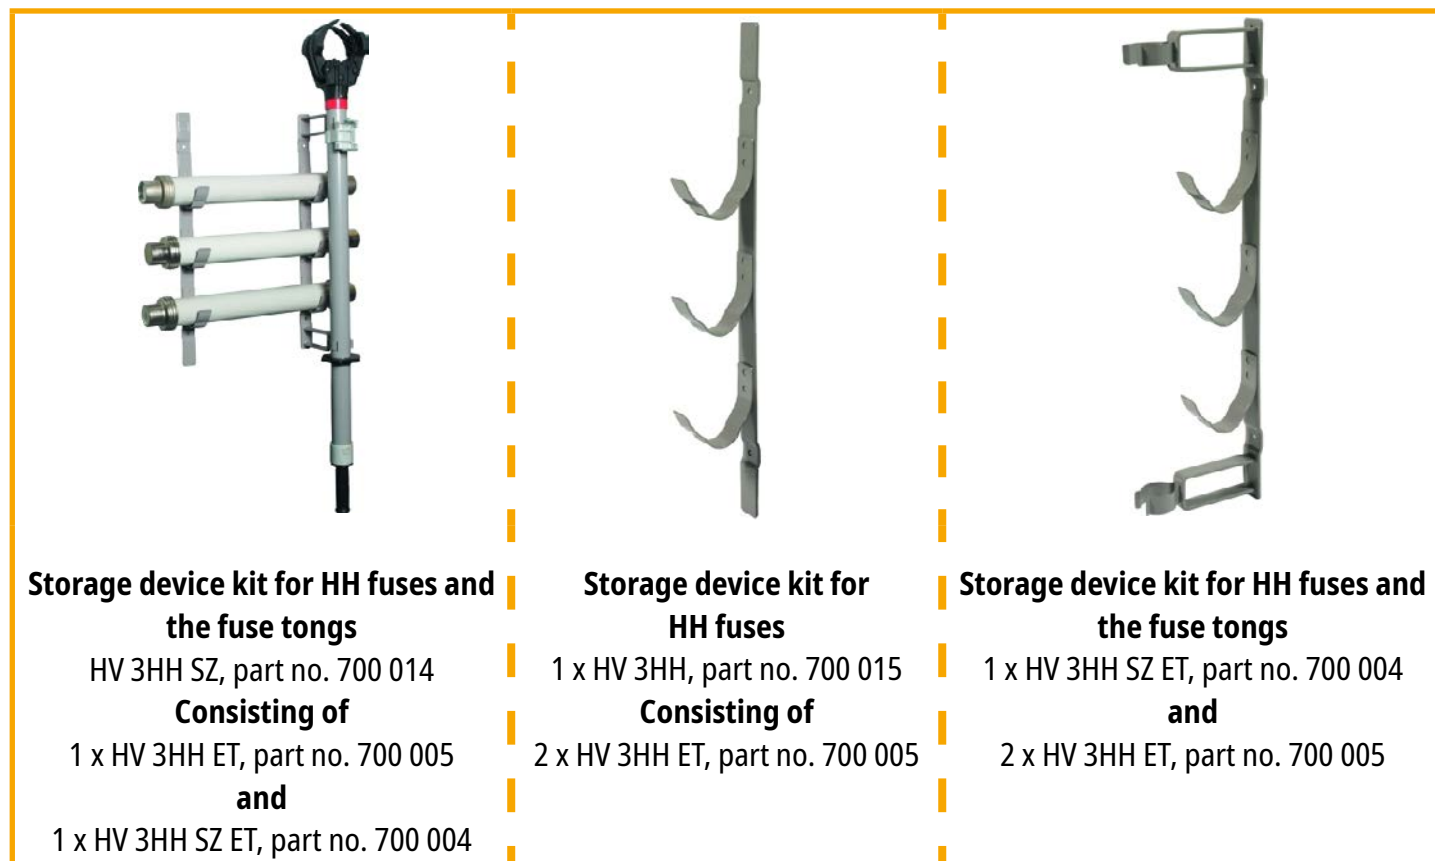 Storage device kit for HH fuses and
the fuse tongs
HV 3HH SZ, part no. 700 014
Consisting of
1 x HV 3HH ET, part no. 700 005
and
1 x HV 3HH SZ ET, part no. 700 004
Storage device kit for
HH fuses
1 x HV 3HH, part no. 700 015
Consisting of
2 x HV 3HH ET, part no. 700 005
Storage device kit for HH fuses and
the fuse tongs
1 x HV 3HH SZ ET, part no. 700 004
and
2 x HV 3HH ET, part no. 700 005